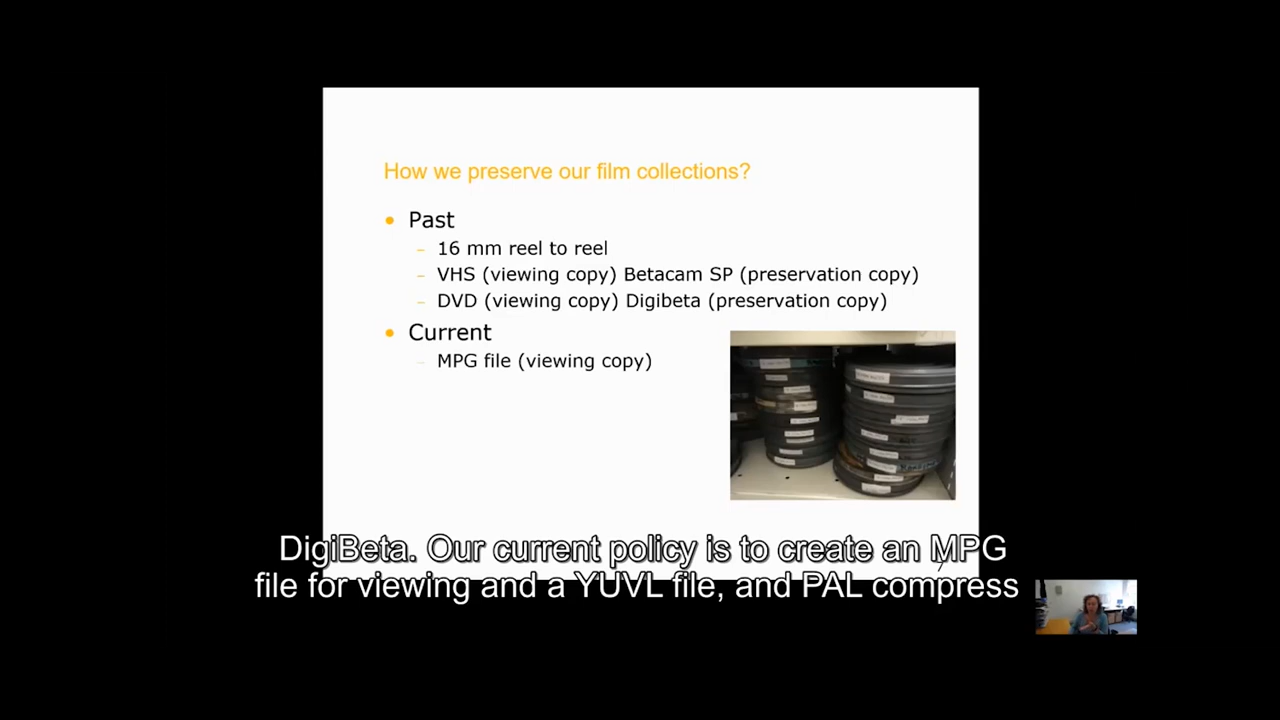 How we preserve our film collections?
• Past
– 16 mm reel to reel
– VHS (viewing copy) Betacam SP (preservation copy)
– DVD (viewing copy) Digibeta (preservation copy)
• Current
– MPG file (viewing copy)
DigiBeta. Our current policy is to create an MPG
file for viewing and a YUVL file, and PAL compress